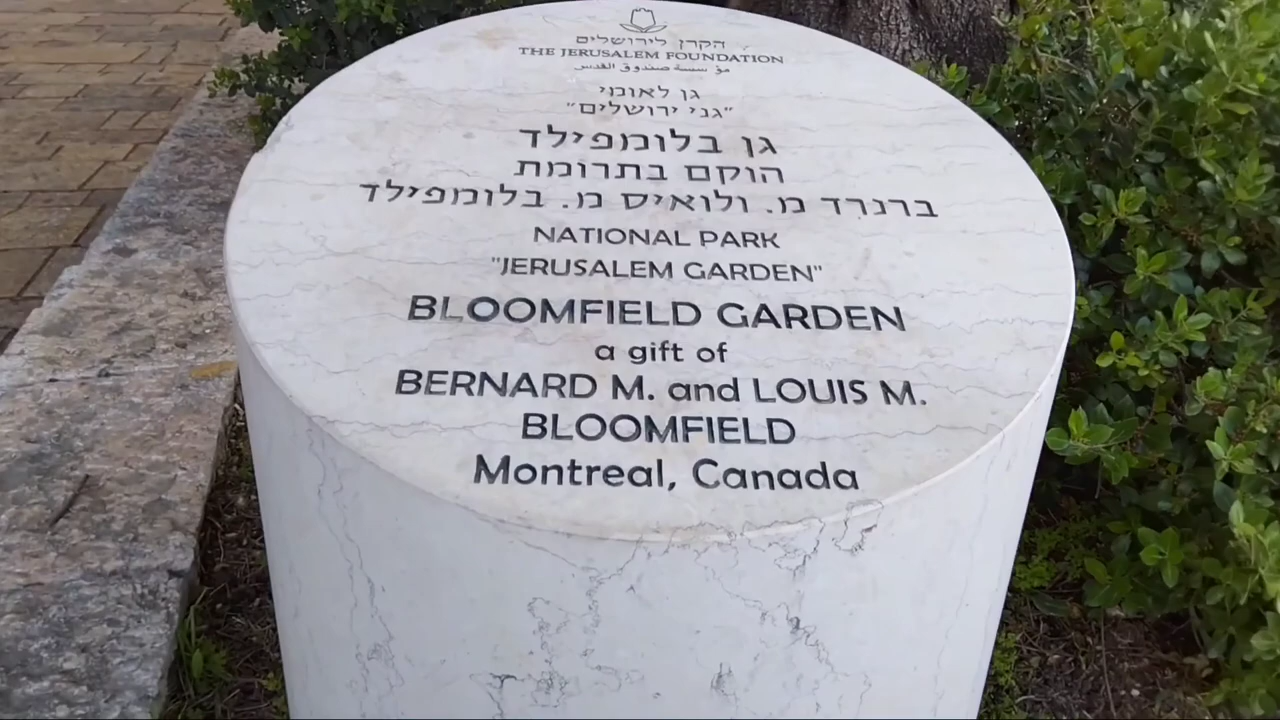 הקרן לירושלים
THE JERUSALEM FOUNDATION
مؤسسة صندوق القدس
גן לאומי
"גני ירושלים"
גן בלומפילד
הוקם בתרומת
ברנרד מ. ולואיס מ. בלומפילד
NATIONAL PARK
"JERUSALEM GARDEN"
BLOOMFIELD GARDEN
a gift of
BERNARD M. and LOUIS M.
BLOOMFIELD
Montreal, Canada